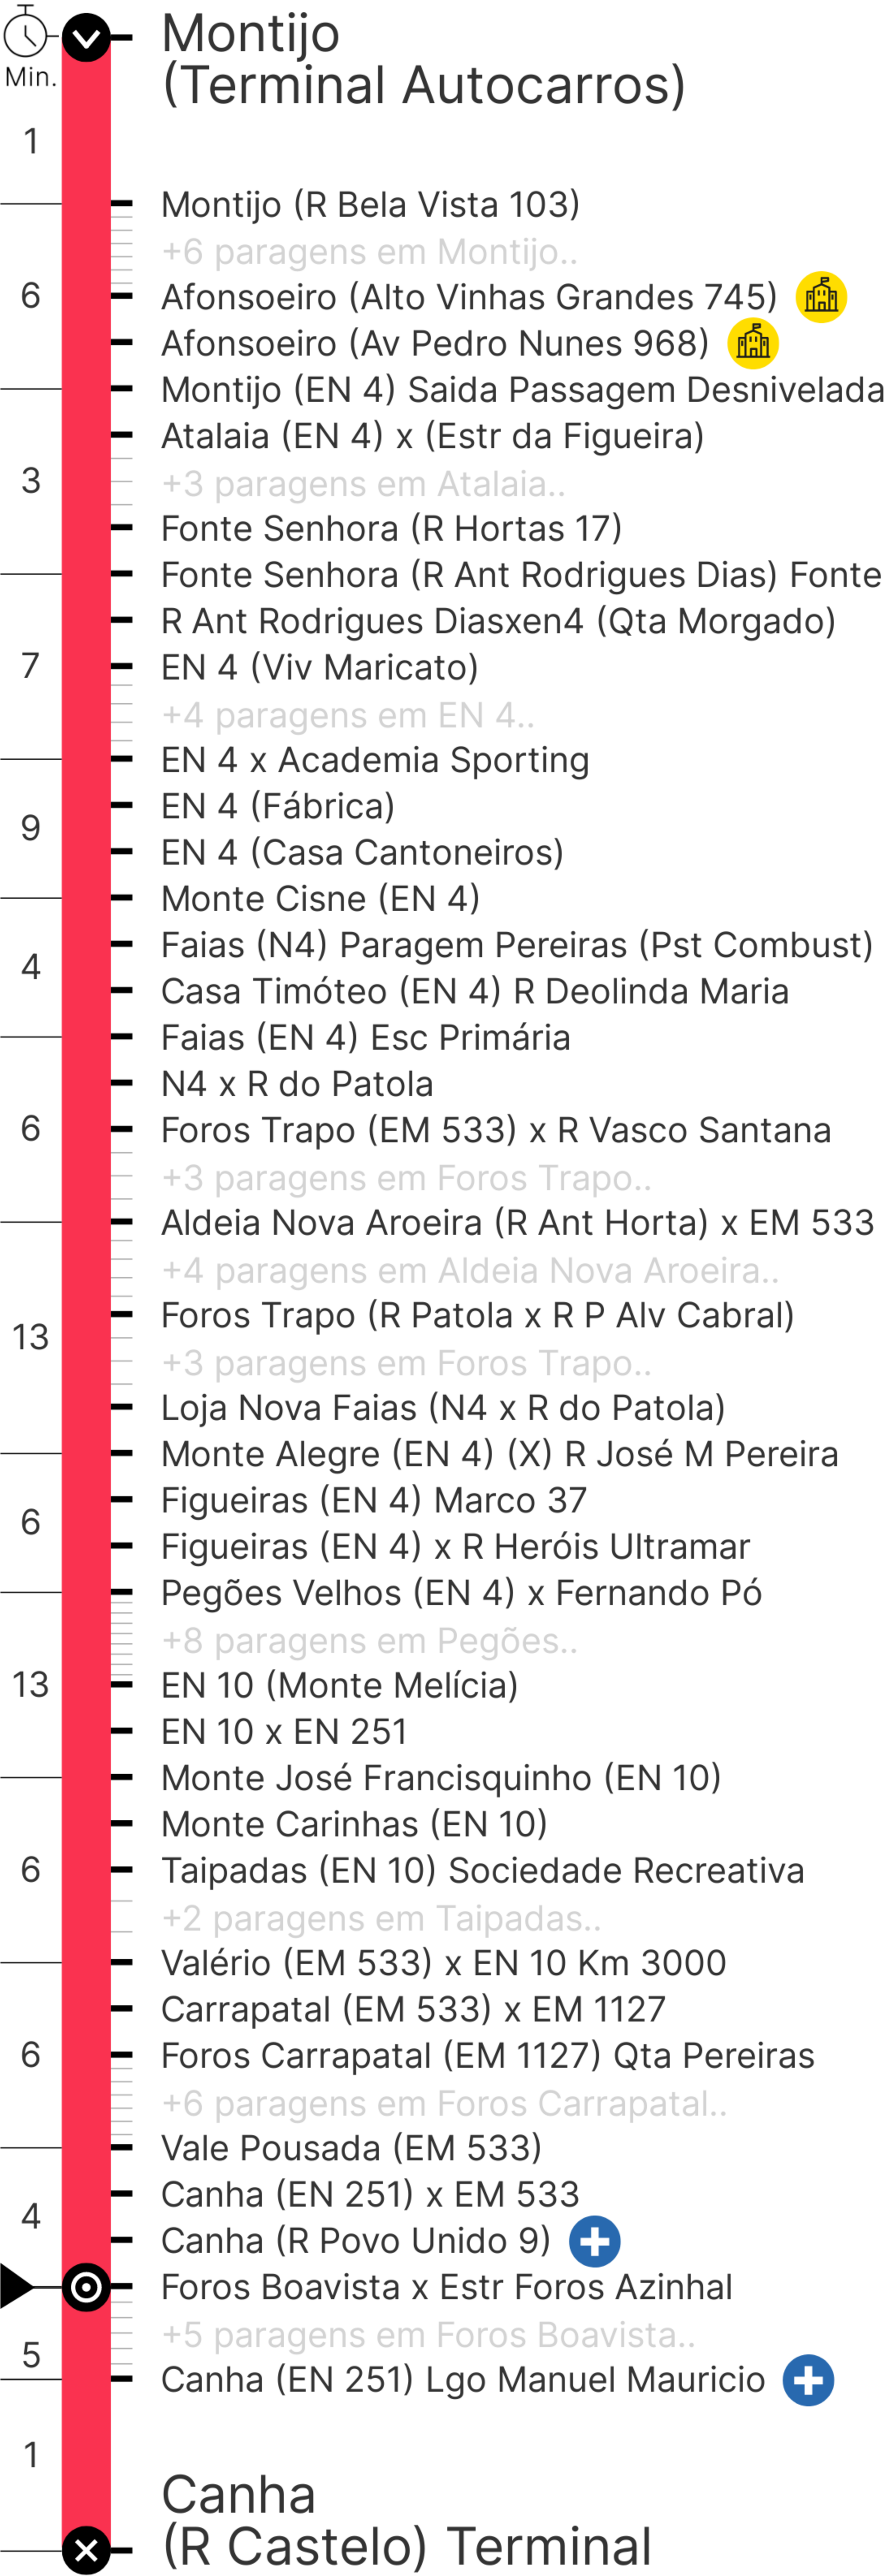 Montijo
(Terminal Autocarros)
Min.
1
Montijo (R Bela Vista 103)
+6 paragens em Montijo..
6
Afonsoeiro (Alto Vinhas Grandes 745)
Afonsoeiro (Av Pedro Nunes 968)
Montijo (EN 4) Saida Passagem Desnivelada
Atalaia (EN 4) x (Estr da Figueira)
3
+3 paragens em Atalaia..
Fonte Senhora (R Hortas 17)
Fonte Senhora (R Ant Rodrigues Dias) Fonte
R Ant Rodrigues Diasxen4 (Qta Morgado)
7
EN 4 (Viv Maricato)
+4 paragens em EN 4..
EN 4 x Academia Sporting
EN 4 (Fábrica)
9
EN 4 (Casa Cantoneiros)
Monte Cisne (EN 4)
Faias (N4) Paragem Pereiras (Pst Combust)
4
Casa Timóteo (EN 4) R Deolinda Maria
Faias (EN 4) Esc Primária
N4 x R do Patola
6
Foros Trapo (EM 533) x R Vasco Santana
+3 paragens em Foros Trapo..
Aldeia Nova Aroeira (R Ant Horta) x EM 533
+4 paragens em Aldeia Nova Aroeira..
Foros Trapo (R Patola x R P Alv Cabral)
13
+3 paragens em Foros Trapo..
Loja Nova Faias (N4 x R do Patola)
Monte Alegre (EN 4) (X) R José M Pereira
Figueiras (EN 4) Marco 37
6
Figueiras (EN 4) x R Heróis Ultramar
Pegões Velhos (EN 4) x Fernando Pó
+8 paragens em Pegões..
13
EN 10 (Monte Melícia)
EN 10 x EN 251
Monte José Francisquinho (EN 10)
Monte Carinhas (EN 10)
6
Taipadas (EN 10) Sociedade Recreativa
+2 paragens em Taipadas..
Valério (EM 533) x EN 10 Km 3000
Carrapatal (EM 533) x EM 1127
6
Foros Carrapatal (EM 1127) Qta Pereiras
+6 paragens em Foros Carrapatal..
Vale Pousada (EM 533)
Canha (EN 251) x EM 533
4
Canha (R Povo Unido 9)
Foros Boavista x Estr Foros Azinhal
+5 paragens em Foros Boavista..
5
Canha (EN 251) Lgo Manuel Mauricio
1
Canha
(R Castelo) Terminal